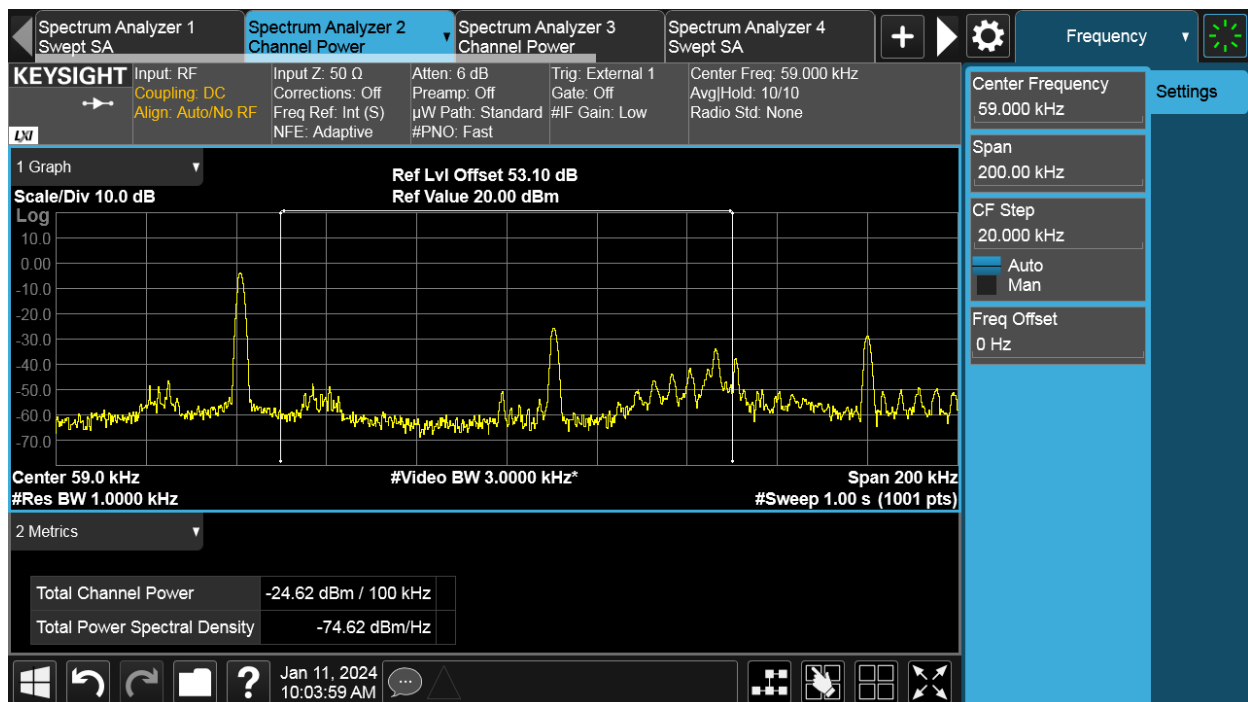 Spectrum Analyzer 1
Swept SA
Spectrum Analyzer 2
Channel Power
Spectrum Analyzer 3
Channel Power
Spectrum Analyzer 4
Swept SA
+
Frequency
KEYSIGHT
LXI
Input: RF
Coupling: DC
Align: Auto/No RF
Input Z: 50 Ω
Corrections: Off
Freq Ref: Int (S)
NFE: Adaptive
Atten: 6 dB
Preamp: Off
µW Path: Standard
#PNO: Fast
Trig: External 1
Gate: Off
#IF Gain: Low
Center Freq: 59.000 kHz
Avg|Hold: 10/10
Radio Std: None
Center Frequency
59.000 kHz
Settings
Span
200.00 kHz
CF Step
20.000 kHz
Auto
Man
Freq Offset
0 Hz
1 Graph
Scale/Div 10.0 dB
Ref Lvl Offset 53.10 dB
Ref Value 20.00 dBm
Log
10.0
0.00
-10.0
-20.0
-30.0
-40.0
-50.0
-60.0
-70.0
Center 59.0 kHz
#Video BW 3.0000 kHz*
Span 200 kHz
#Res BW 1.0000 kHz
#Sweep 1.00 s (1001 pts)
2 Metrics
Total Channel Power -24.62 dBm / 100 kHz
Total Power Spectral Density -74.62 dBm/Hz
?
Jan 11, 2024
10:03:59 AM